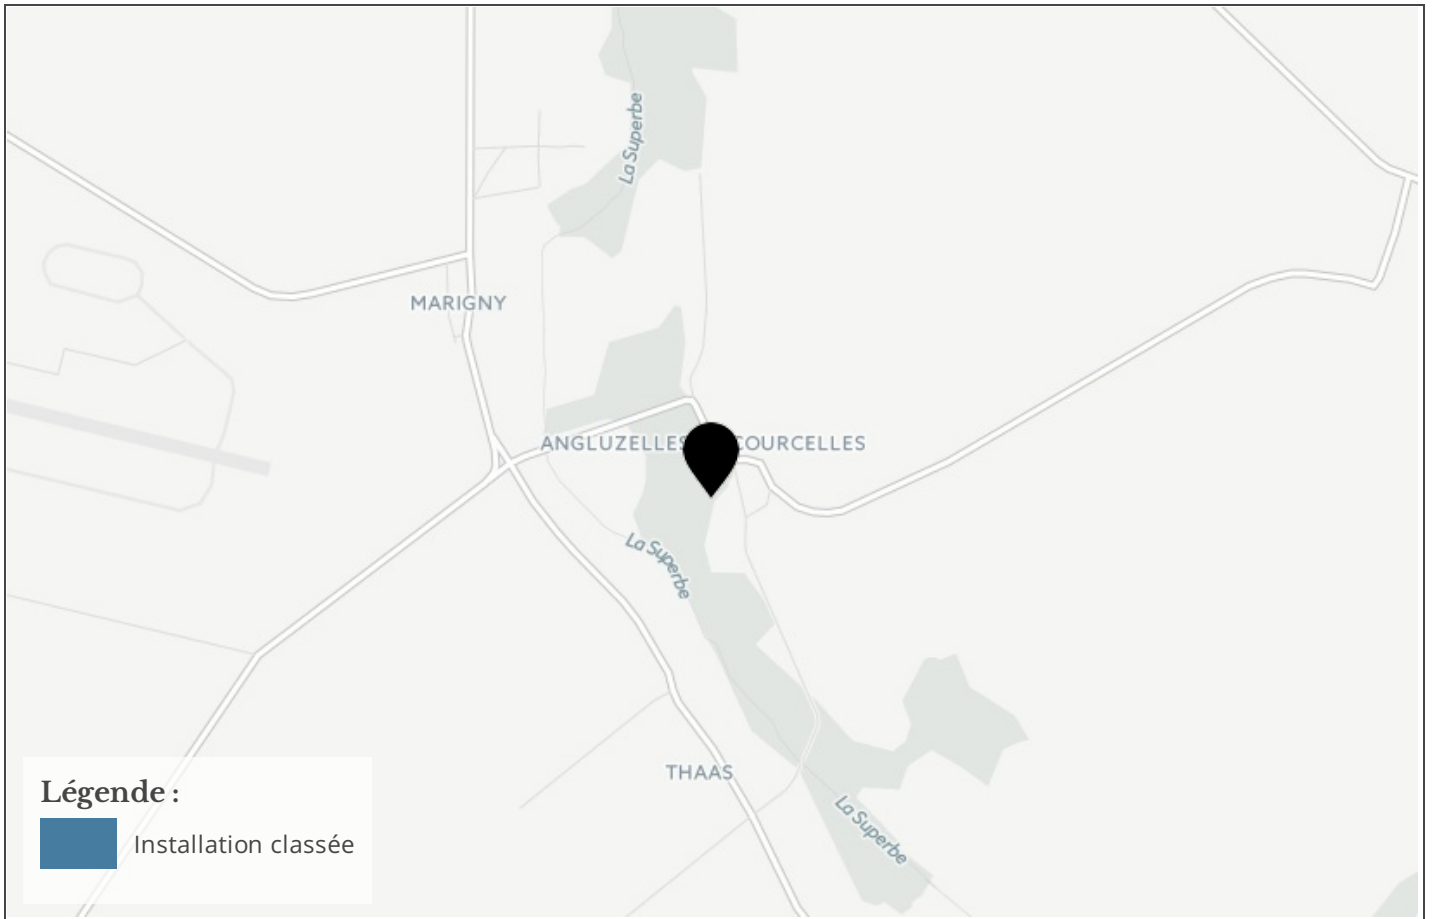 La Superbe
MARIGNY
ANGLUZELLES COURCELLES
La Superbe
THAAS
La Superbe
Légende :
Installation classée